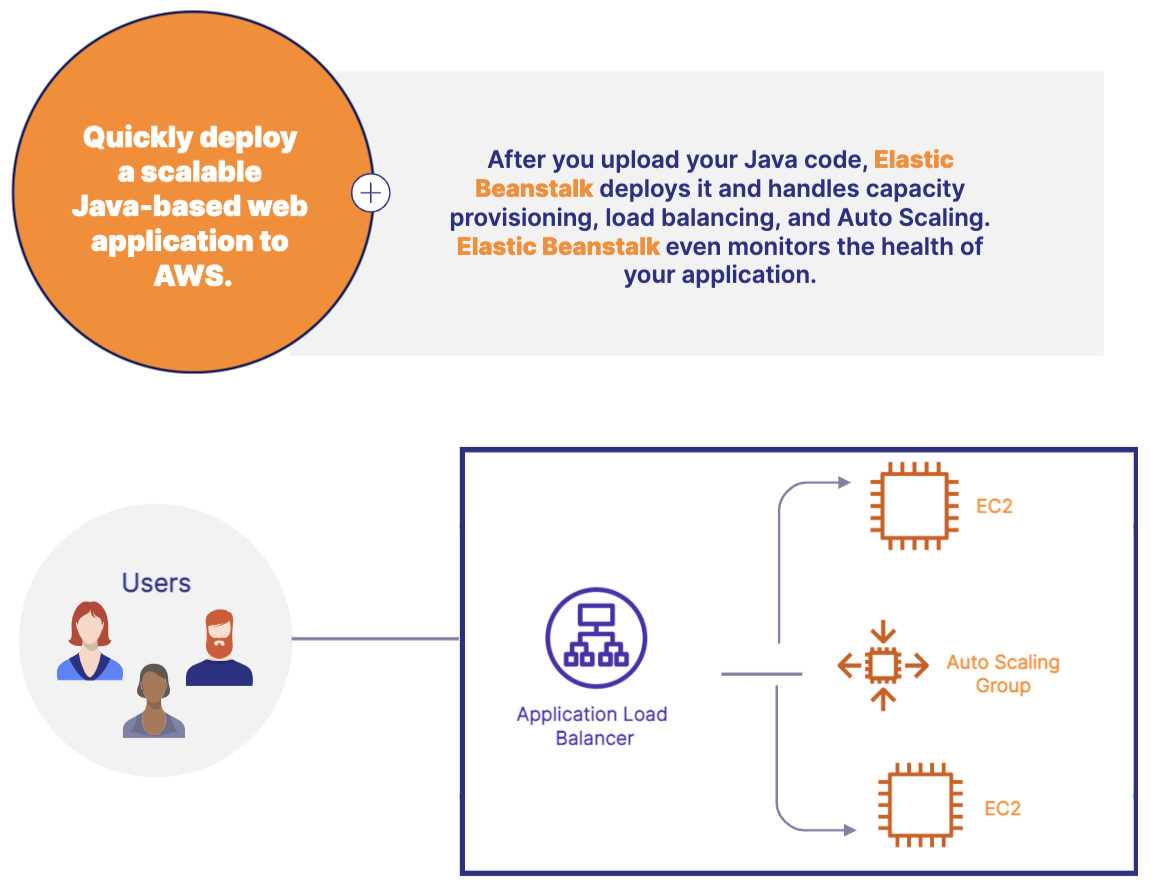 Quickly deploy
a scalable
Java-based web
application to
AWS.
After you upload your Java code, Elastic
Beanstalk deploys it and handles capacity
provisioning, load balancing, and Auto Scaling.
Elastic Beanstalk even monitors the health of
your application.
Users
Application Load
Balancer
EC2
Auto Scaling
Group
EC2